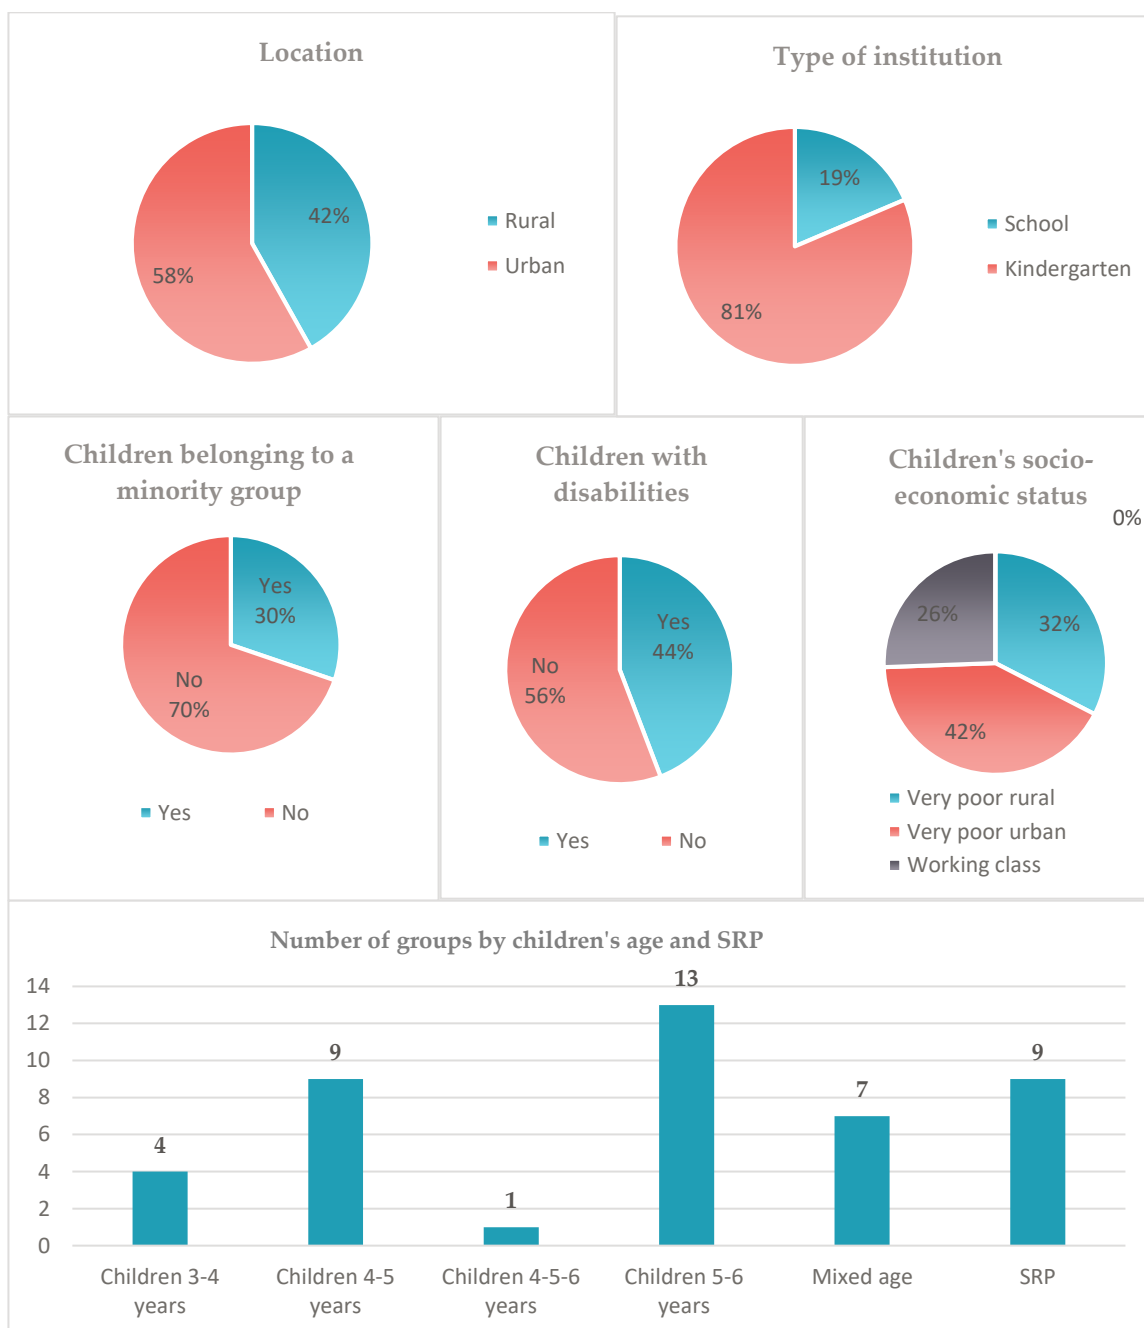 Location
42%
58%
Rural
Urban
Type of institution
19%
81%
School
Kindergarten
Children belonging to a
minority group
Yes
30%
No
70%
Yes
No
Children with
disabilities
Yes
44%
No
56%
Yes
No
Children's socio-
economic status
0%
26%
32%
42%
Very poor rural
Very poor urban
Working class
Number of groups by children's age and SRP
14
12
10
8
6
4
2
0
4
9
1
13
7
9
Children 3-4
years
Children 4-5
years
Children 4-5-6
years
Children 5-6
years
Mixed age
SRP